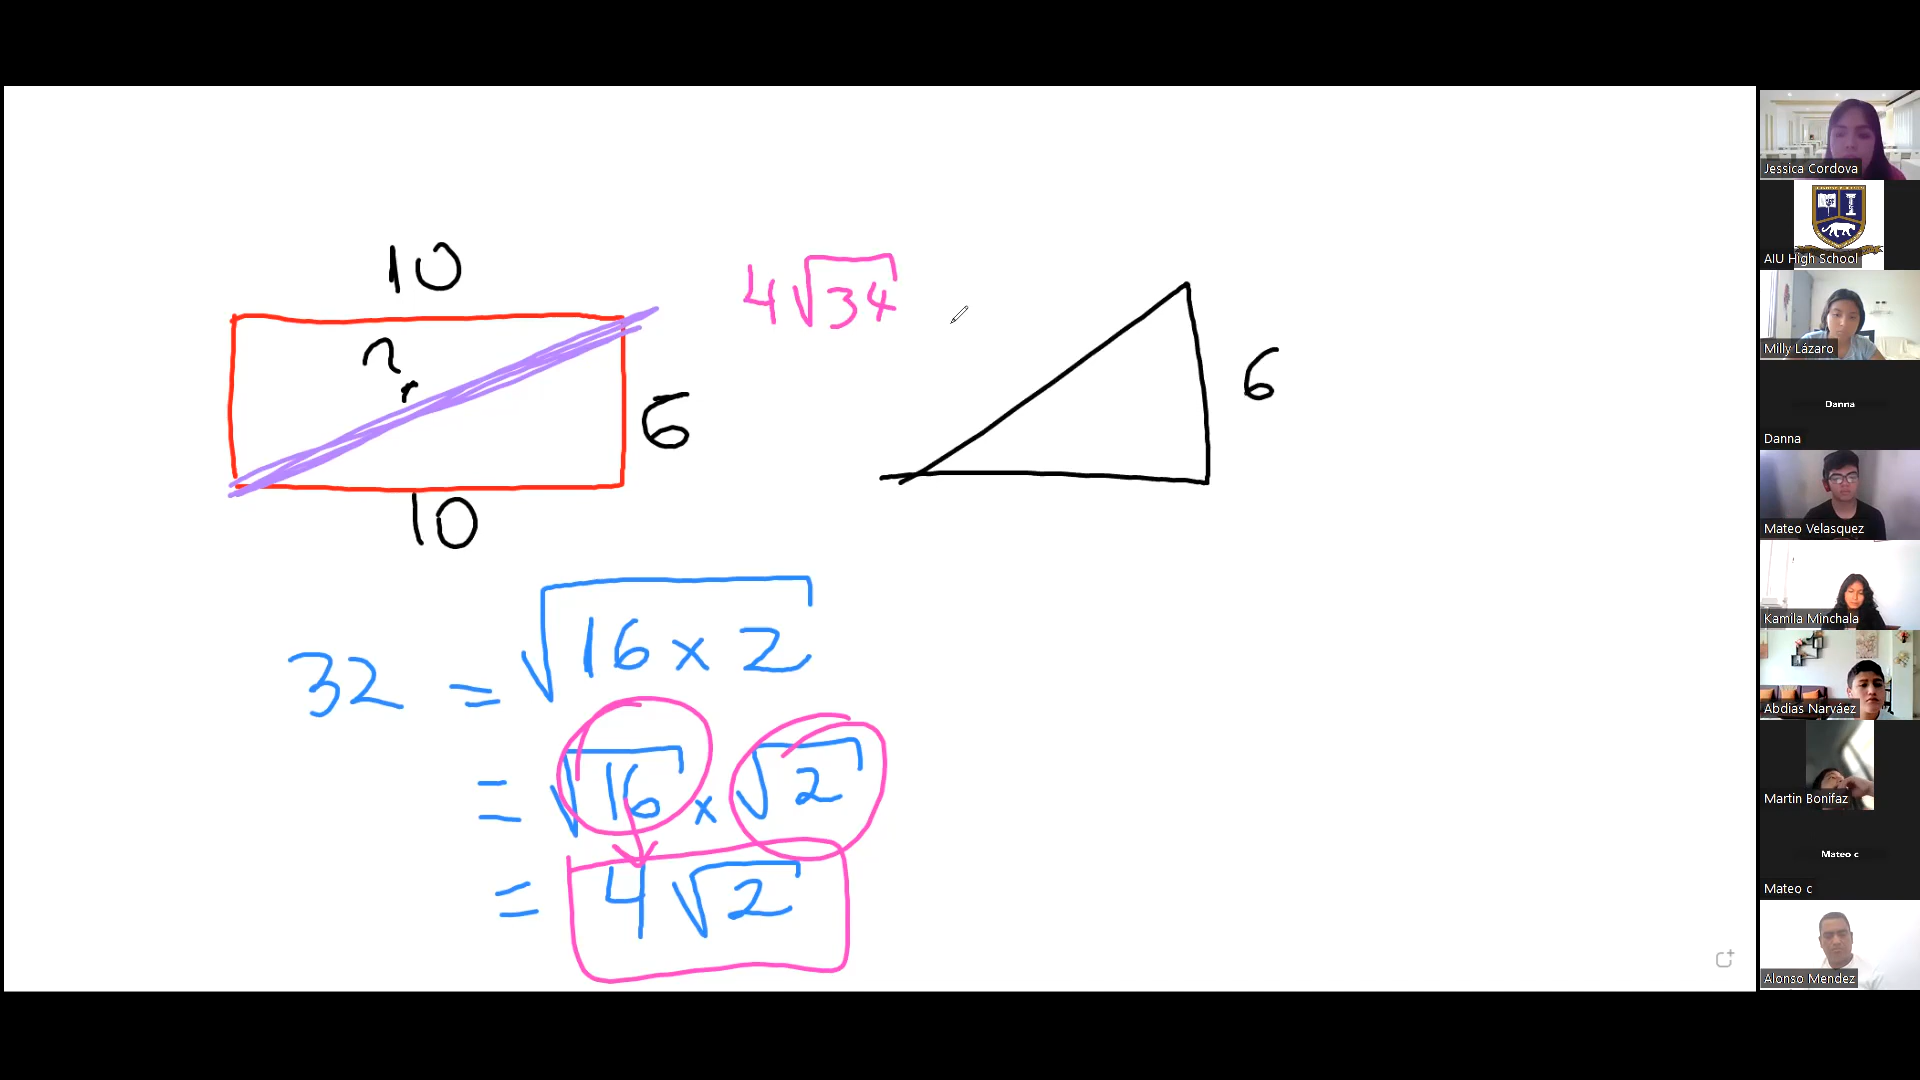 10
4√34
?
6
6
10
32 = √16 x 2
= √16 x √2
= 4 √2
Jessica Cordova
AIU High School
Milly Lázaro
Danna
Danna
Mateo Velasquez
Kamila Minchala
Abdias Narváez
Martin Bonifaz
Mateo c
Mateo c
Alonso Mendez